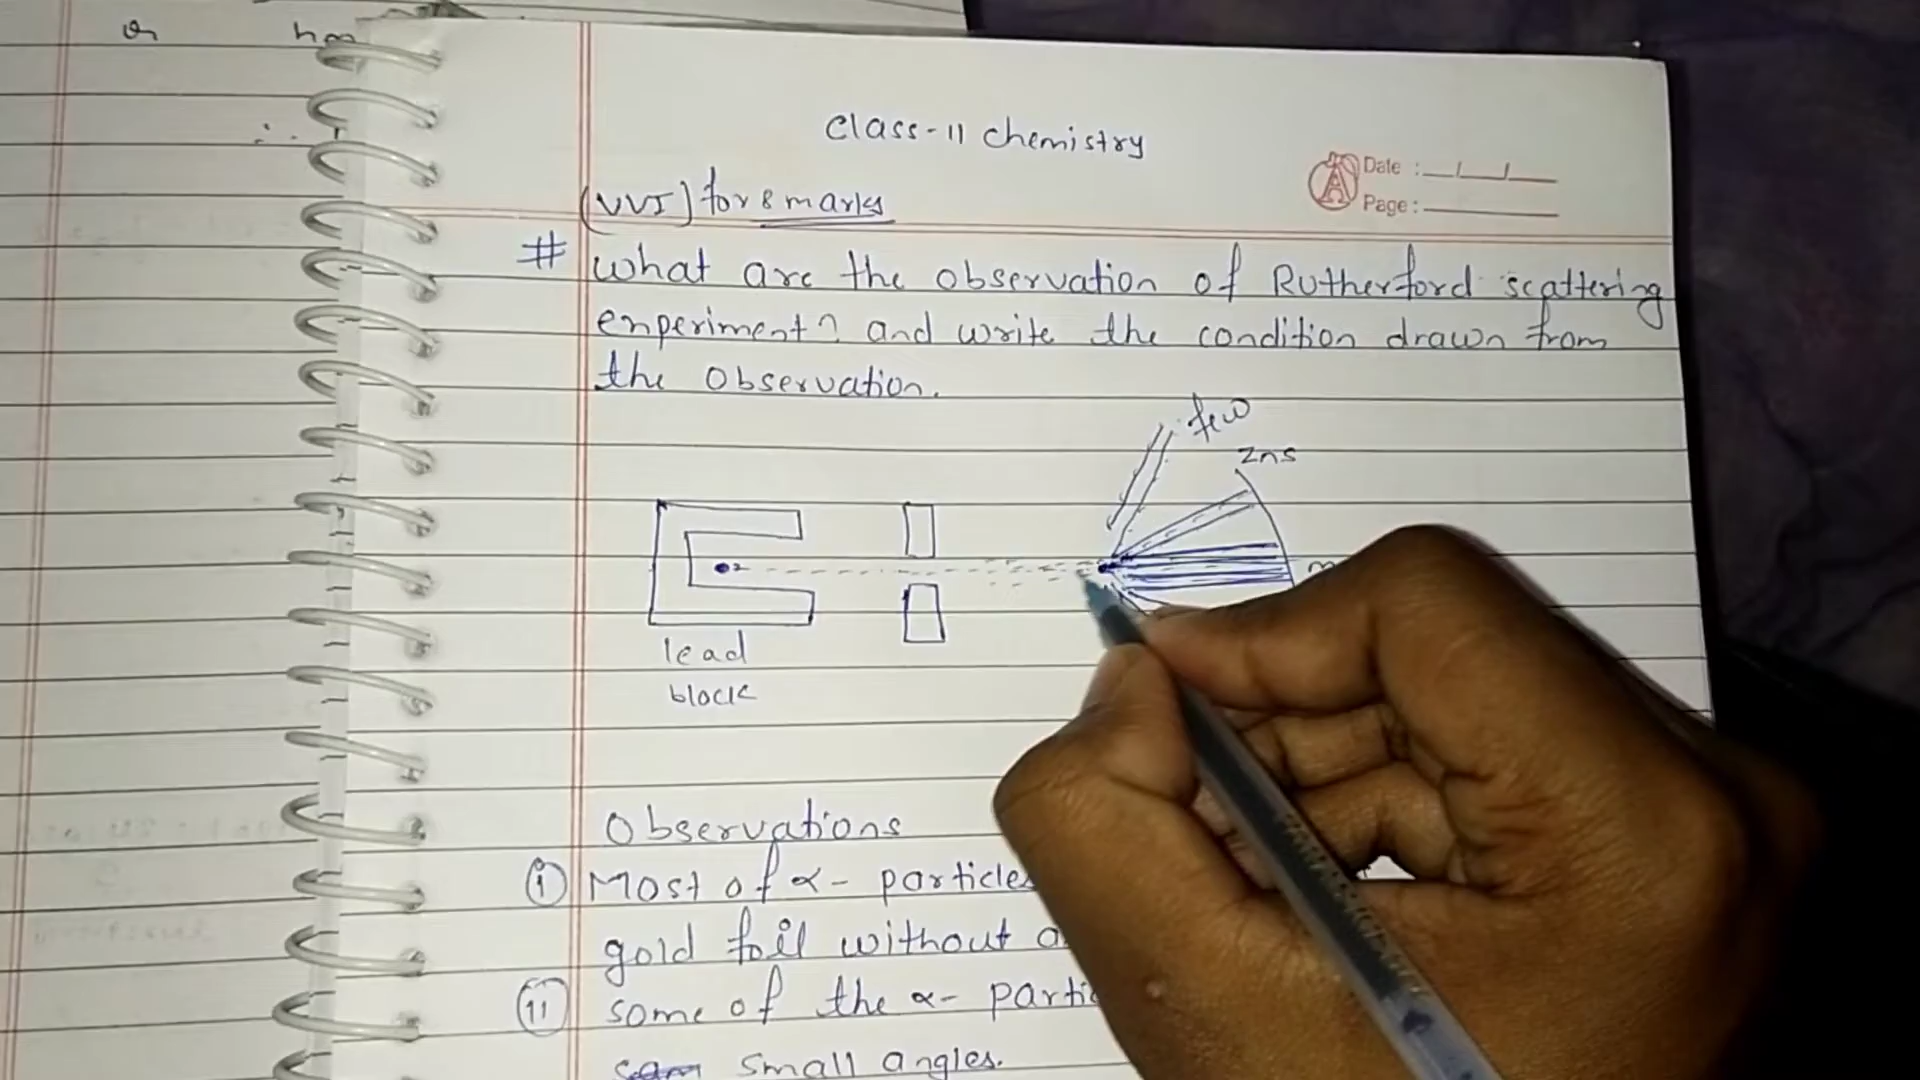 or
Class-11 Chemistry
Date :
Page :
(VVI) for 8 marks
# What are the observation of Rutherford scattering
enperiment? and write the condition drawn from
the observation.
few
Zns
lead
block
Observations
(i) Most of α- particles
gold foil without
(ii) some of the α-
small angles.